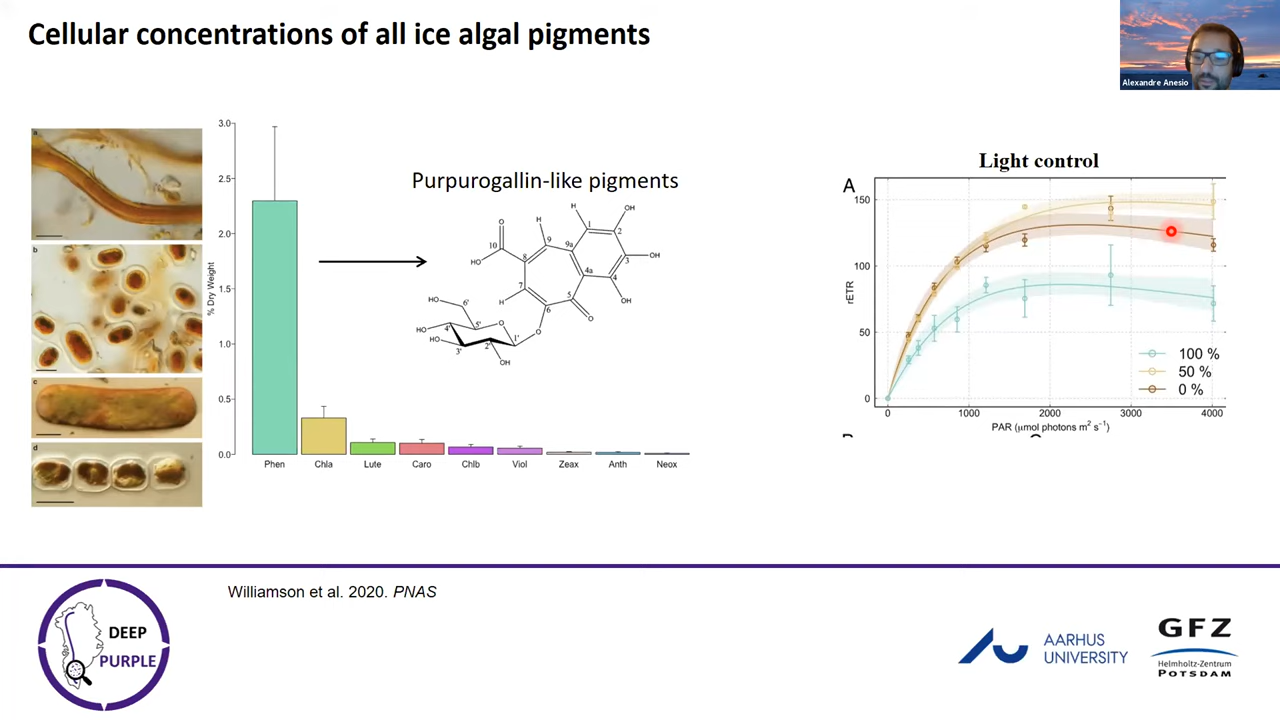 Cellular concentrations of all ice algal pigments
Alexandre Anesio
a
b
c
d
3.0
2.5
2.0
1.5
1.0
0.5
0.0
% Dry Weight
Phen
Chla
Lute
Caro
Chlb
Viol
Zeax
Anth
Neox
Purpurogallin-like pigments
O
10
HO
H
9
8
7
H
6
5
O
4a
9a
H
1
2
OH
3
OH
4
OH
HO
6'
HO
4'
5'
O
HO
3'
2'
OH
1'
O
Light control
A
150
100
50
0
rETR
0
1000
2000
3000
4000
PAR (μmol photons m² s⁻¹)
100 %
50 %
0 %
Williamson et al. 2020. PNAS
DEEP
PURPLE
AARHUS
UNIVERSITY
GFZ
Helmholtz-Zentrum
POTSDAM